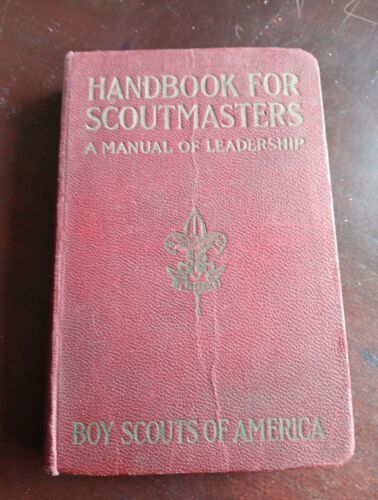 HANDBOOK FOR
SCOUTMASTERS
A MANUAL OF LEADERSHIP
BOY SCOUTS OF AMERICA